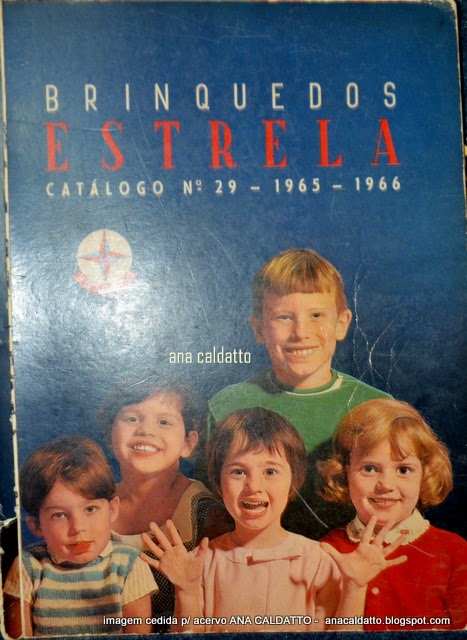 BRINQUEDOS
ESTRELA
CATÁLOGO Nº 29 - 1965 - 1966
ana caldatto
imagem cedida p/ acervo ANA CALDATTO - anacaldatto.blogspot.com